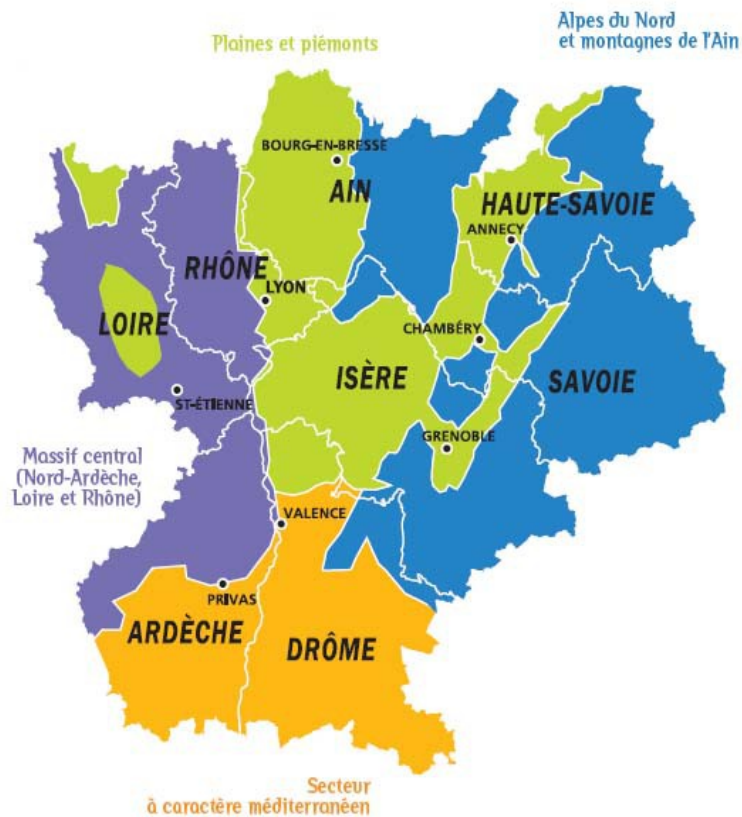 Alpes du Nord
et montagnes de l'Ain
Plaines et piémonts
BOURG-EN-BRESSE
AIN
HAUTE-SAVOIE
ANNECY
RHÔNE
LYON
LOIRE
CHAMBÉRY
ISÈRE
SAVOIE
ST-ÉTIENNE
GRENOBLE
Massif central
(Nord-Ardèche,
Loire et Rhône)
VALENCE
PRIVAS
ARDÈCHE
DRÔME
Secteur
à caractère méditerranéen